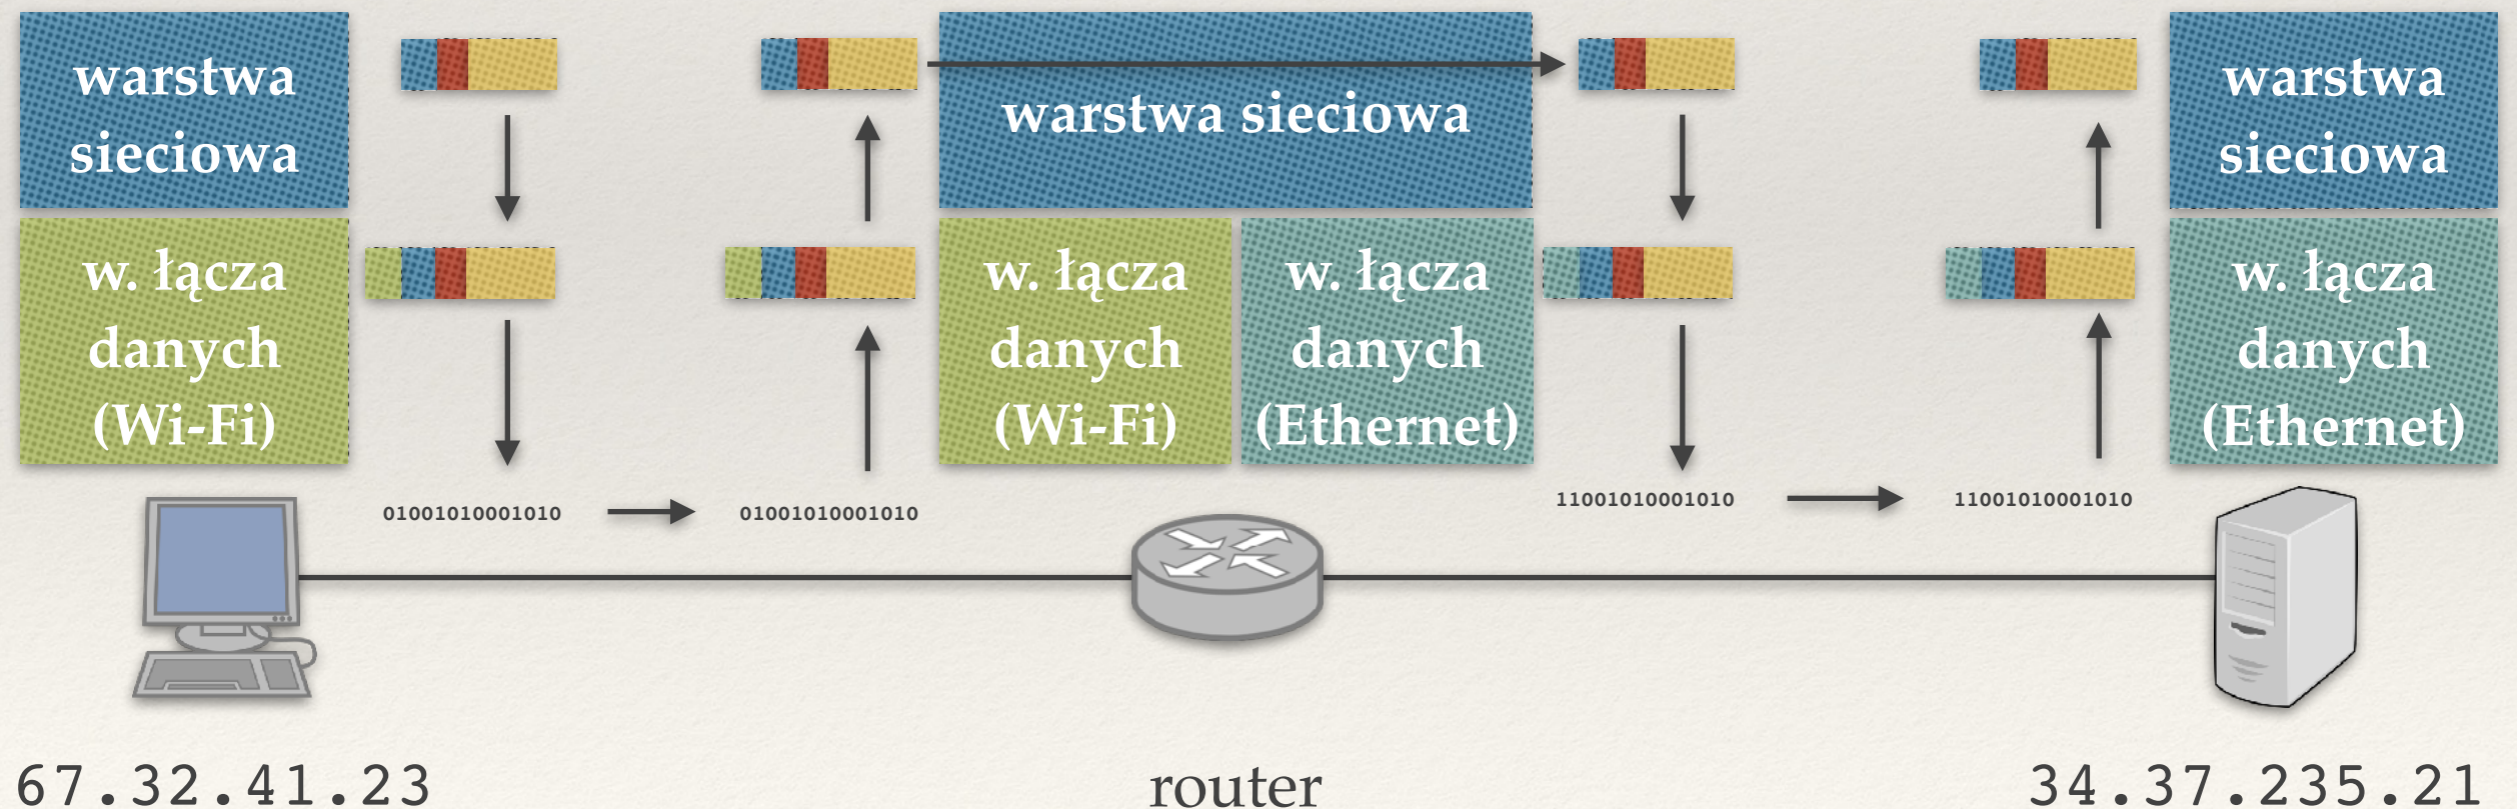 warstwa
sieciowa
warstwa sieciowa
warstwa
sieciowa
w. łącza
danych
(Wi-Fi)
w. łącza
danych
(Wi-Fi)
w. łącza
danych
(Ethernet)
w. łącza
danych
(Ethernet)
01001010001010
01001010001010
11001010001010
11001010001010
67.32.41.23
router
34.37.235.21